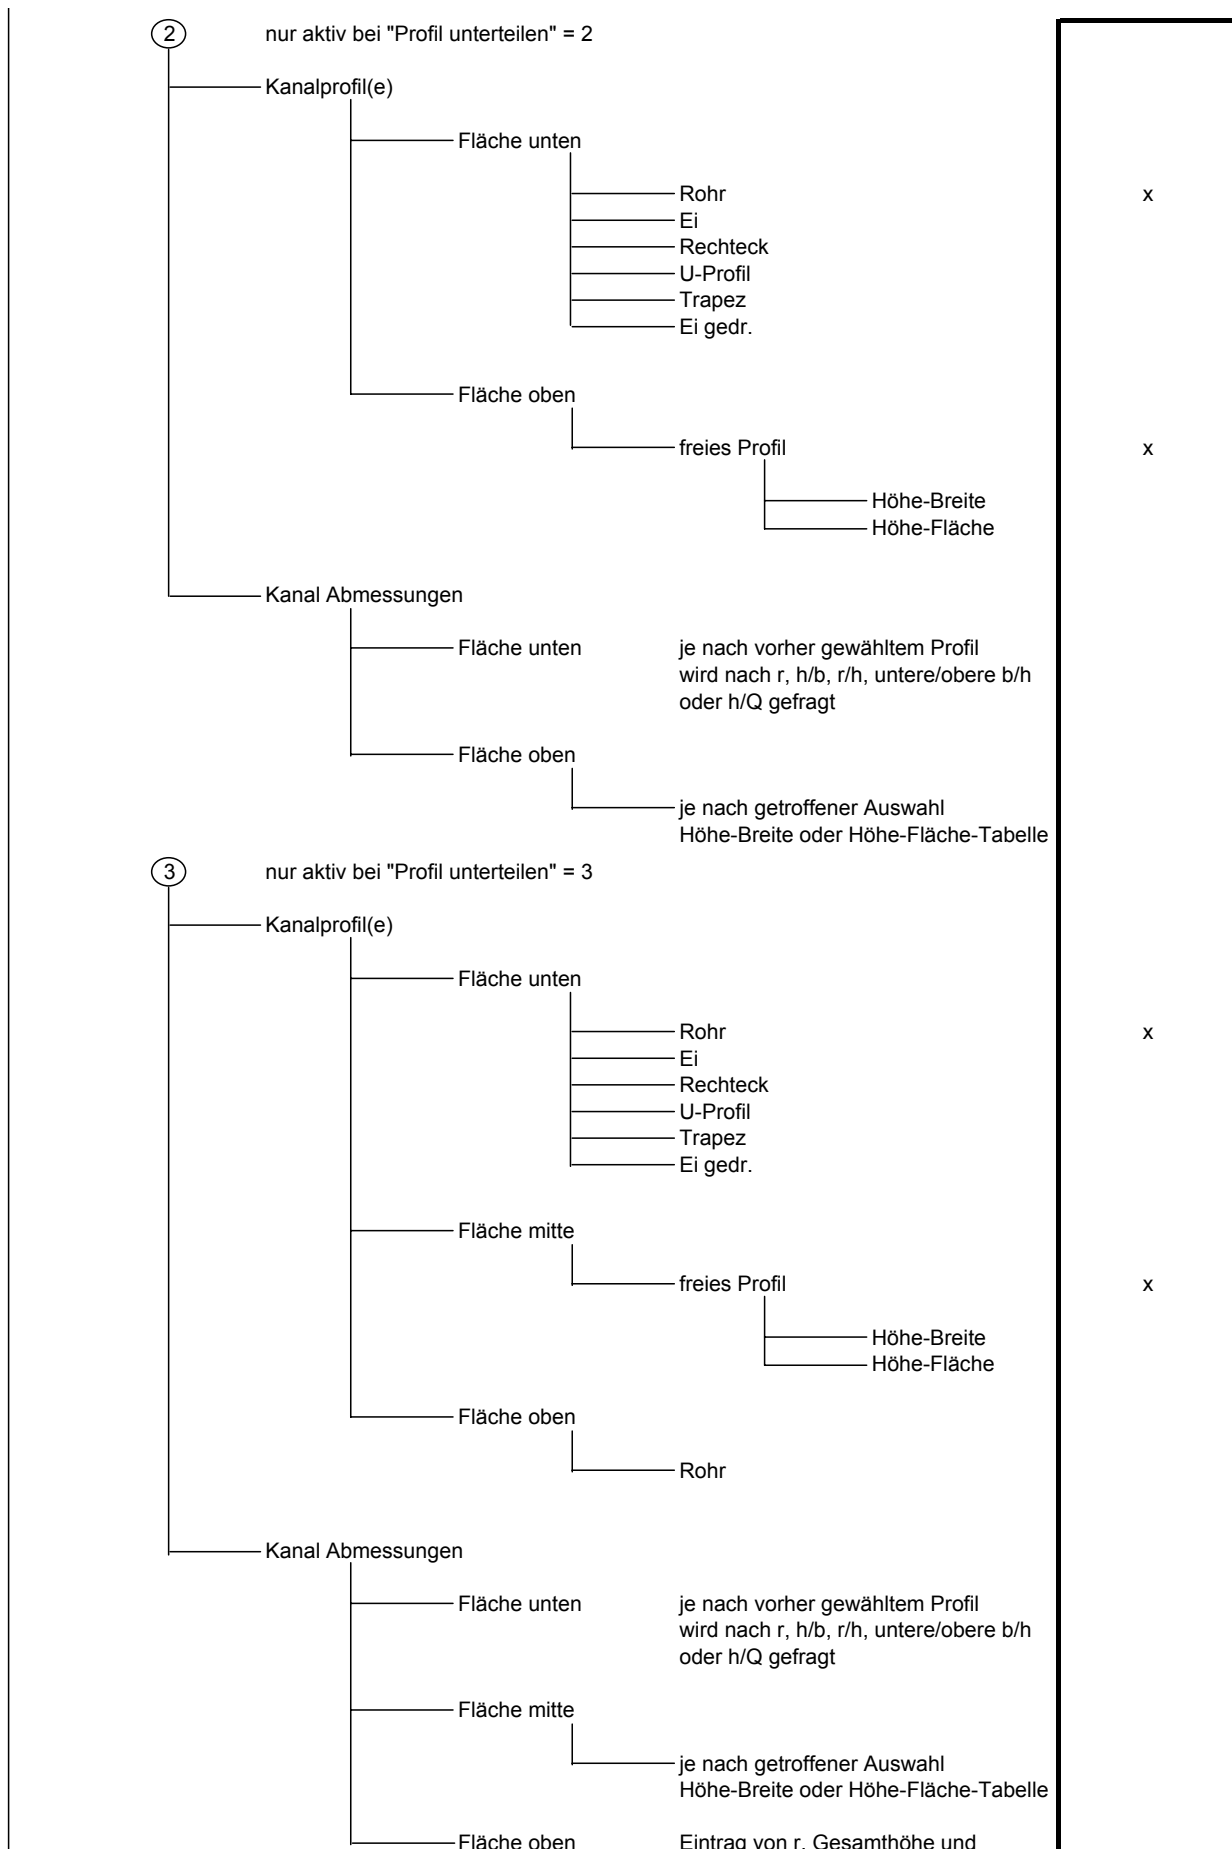 2 nur aktiv bei "Profil unterteilen" = 2
Kanalprofil(e)
Fläche unten
Rohr x
Ei
Rechteck
U-Profil
Trapez
Ei gedr.
Fläche oben
freies Profil x
Höhe-Breite
Höhe-Fläche
Kanal Abmessungen
Fläche unten je nach vorher gewähltem Profil
wird nach r, h/b, r/h, untere/obere b/h
oder h/Q gefragt
Fläche oben
je nach getroffener Auswahl
Höhe-Breite oder Höhe-Fläche-Tabelle
3 nur aktiv bei "Profil unterteilen" = 3
Kanalprofil(e)
Fläche unten
Rohr x
Ei
Rechteck
U-Profil
Trapez
Ei gedr.
Fläche mitte
freies Profil x
Höhe-Breite
Höhe-Fläche
Fläche oben
Rohr
Kanal Abmessungen
Fläche unten je nach vorher gewähltem Profil
wird nach r, h/b, r/h, untere/obere b/h
oder h/Q gefragt
Fläche mitte
je nach getroffener Auswahl
Höhe-Breite oder Höhe-Fläche-Tabelle
Fläche oben Eintrag von r, Gesamthöhe und